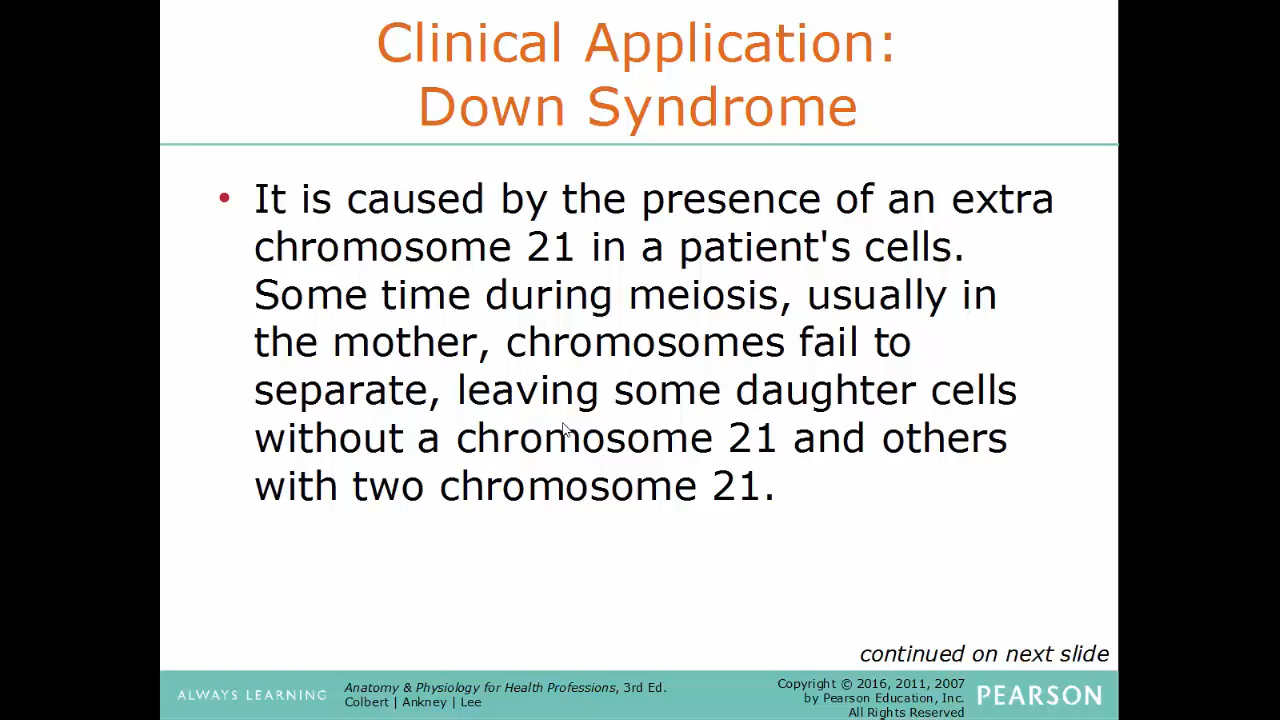 Clinical Application:
Down Syndrome
• It is caused by the presence of an extra
chromosome 21 in a patient's cells.
Some time during meiosis, usually in
the mother, chromosomes fail to
separate, leaving some daughter cells
without a chromosome 21 and others
with two chromosome 21.
continued on next slide
ALWAYS LEARNING
Anatomy & Physiology for Health Professions, 3rd Ed.
Colbert | Ankney | Lee
Copyright © 2016, 2011, 2007
by Pearson Education, Inc.
All Rights Reserved
PEARSON